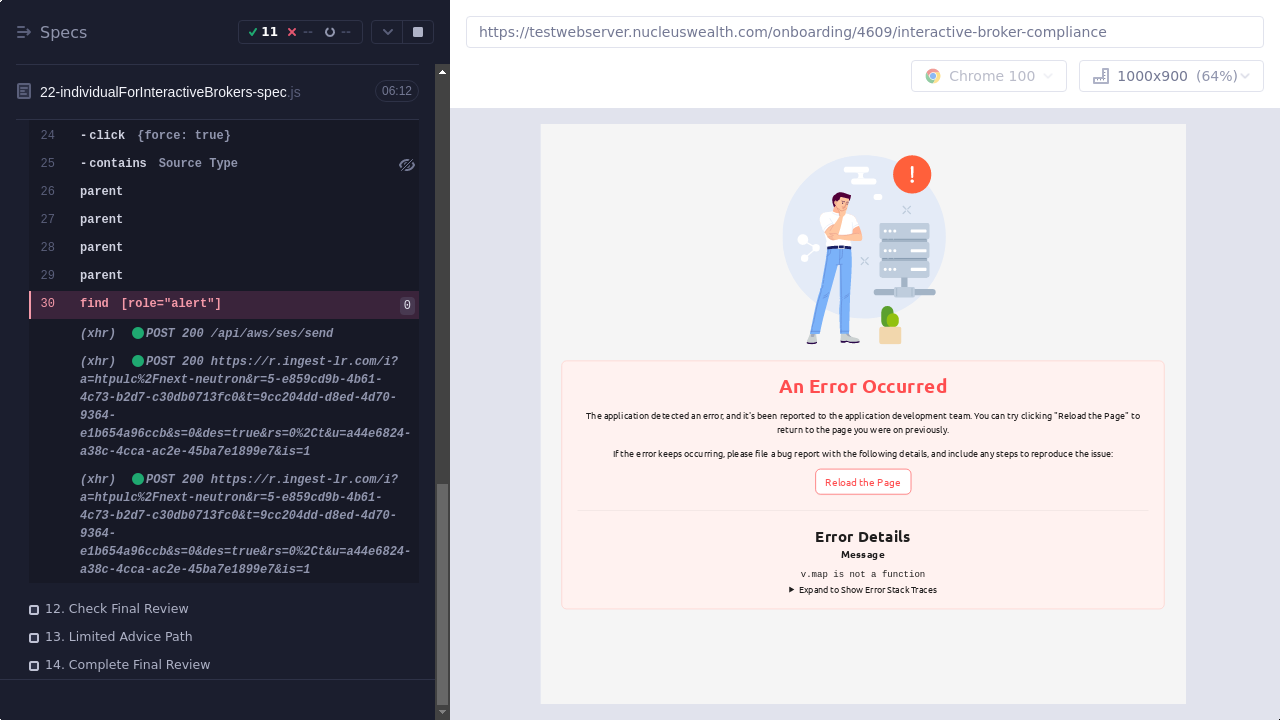 Specs
11
--
--
https://testwebserver.nucleuswealth.com/onboarding/4609/interactive-broker-compliance
Chrome 100
1000x900 (64%)
22-individualForInteractiveBrokers-spec.js
06:12
24 -click {force: true}
25 -contains Source Type
26 parent
27 parent
28 parent
29 parent
30 find [role="alert"] 0
(xhr) POST 200 /api/aws/ses/send
(xhr) POST 200 https://r.ingest-lr.com/i?
a=htpulc%2Fnext-neutron&r=5-e859cd9b-4b61-
4c73-b2d7-c30db0713fc0&t=9cc204dd-d8ed-4d70-
9364-
e1b654a96ccb&s=0&des=true&rs=0%2Ct&u=a44e6824-
a38c-4cca-ac2e-45ba7e1899e7&is=1
(xhr) POST 200 https://r.ingest-lr.com/i?
a=htpulc%2Fnext-neutron&r=5-e859cd9b-4b61-
4c73-b2d7-c30db0713fc0&t=9cc204dd-d8ed-4d70-
9364-
e1b654a96ccb&s=0&des=true&rs=0%2Ct&u=a44e6824-
a38c-4cca-ac2e-45ba7e1899e7&is=1
12. Check Final Review
13. Limited Advice Path
14. Complete Final Review
!
An Error Occurred
The application detected an error, and it's been reported to the application development team. You can try clicking "Reload the Page" to
return to the page you were on previously.
If the error keeps occurring, please file a bug report with the following details, and include any steps to reproduce the issue:
Reload the Page
Error Details
Message
v.map is not a function
Expand to Show Error Stack Traces